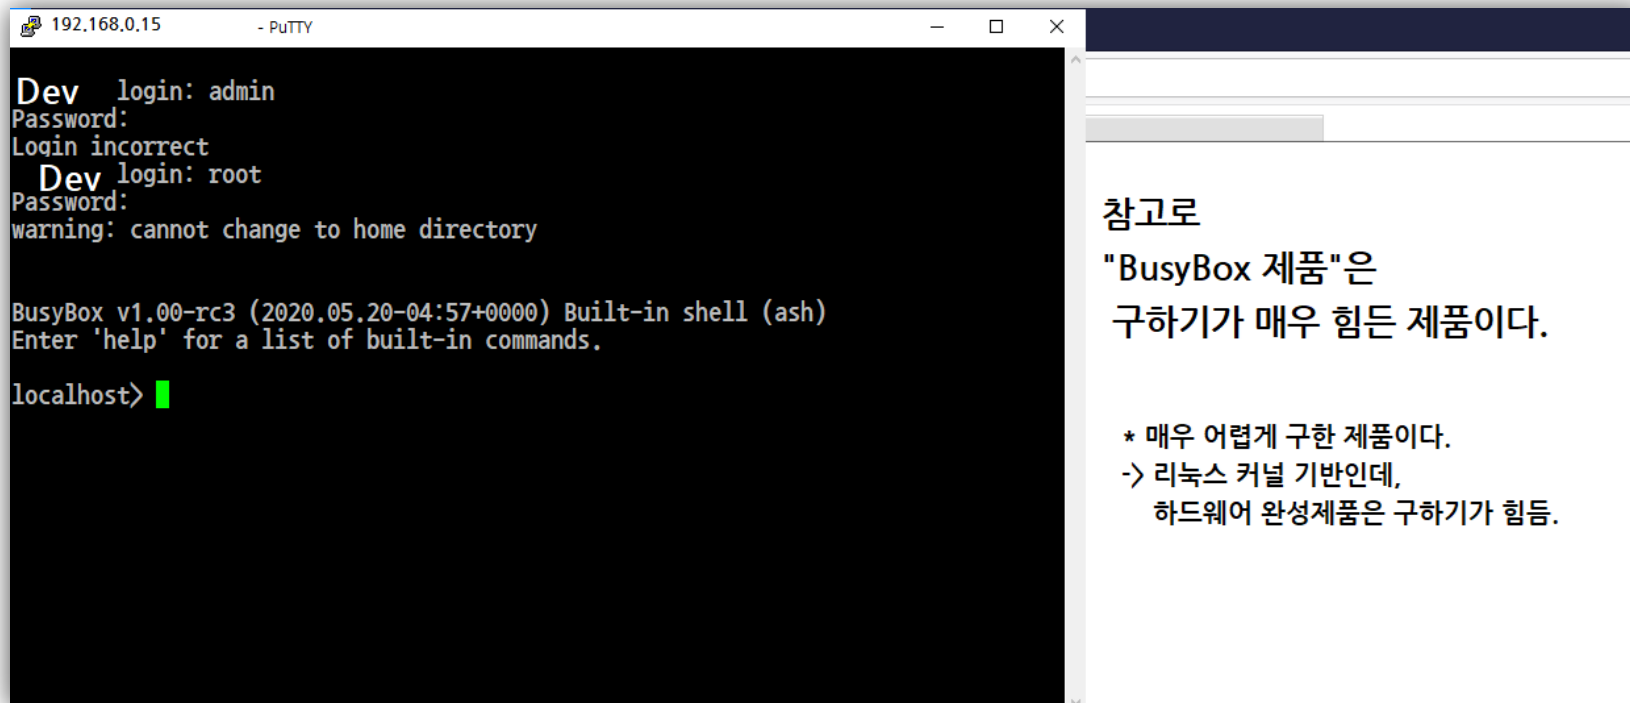 192.168.0.15 - PuTTY
Dev login: admin
Password:
Login incorrect
Dev login: root
Password:
warning: cannot change to home directory
BusyBox v1.00-rc3 (2020.05.20-04:57+0000) Built-in shell (ash)
Enter 'help' for a list of built-in commands.
localhost>
참고로
"BusyBox 제품"은
구하기가 매우 힘든 제품이다.
* 매우 어렵게 구한 제품이다.
-> 리눅스 커널 기반인데,
하드웨어 완성제품은 구하기가 힘듬.